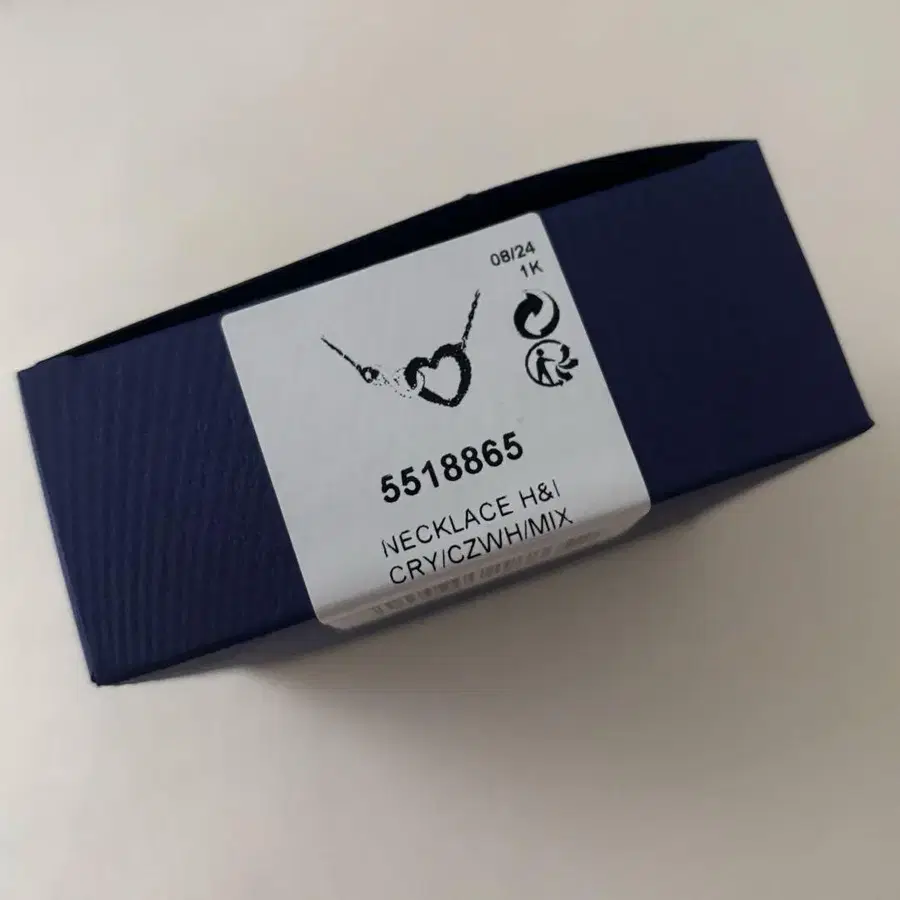 08/24
1K
5518865
NECKLACE H&I
CRY/CZWH/MIX